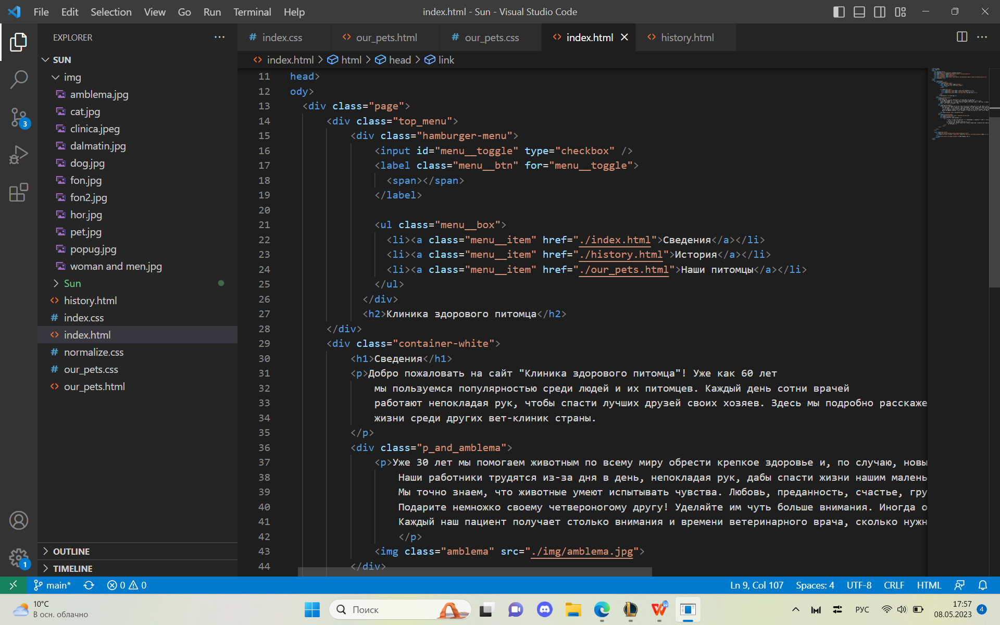 File Edit Selection View Go Run Terminal Help
index.html - Sun - Visual Studio Code
EXPLORER
SUN
img
amblema.jpg
cat.jpg
clinica.jpeg
dalmatin.jpg
dog.jpg
fon.jpg
fon2.jpg
hor.jpg
pet.jpg
popug.jpg
woman and men.jpg
Sun
history.html
index.css
index.html
normalize.css
our_pets.css
our_pets.html
OUTLINE
TIMELINE
3
1
index.css our_pets.html our_pets.css index.html history.html
index.html > html > head > link
11 head>
12 ody>
13 <div class="page">
14 <div class="top_menu">
15 <div class="hamburger-menu">
16 <input id="menu__toggle" type="checkbox" />
17 <label class="menu__btn" for="menu__toggle">
18 <span></span>
19 </label>
20
21 <ul class="menu__box">
22 <li><a class="menu__item" href="./index.html">Сведения</a></li>
23 <li><a class="menu__item" href="./history.html">История</a></li>
24 <li><a class="menu__item" href="./our_pets.html">Наши питомцы</a></li>
25 </ul>
26 </div>
27 <h2>Клиника здорового питомца</h2>
28 </div>
29 <div class="container-white">
30 <h1>Сведения</h1>
31 <p>Добро пожаловать на сайт "Клиника здорового питомца"! Уже как 60 лет
32 мы пользуемся популярностью среди людей и их питомцев. Каждый день сотни врачей
33 работают непокладая рук, чтобы спасти лучших друзей своих хозяев. Здесь мы подробно расскаже
34 жизни среди других вет-клиник страны.
35 </p>
36 <div class="p_and_amblema">
37 <p>Уже 30 лет мы помогаем животным по всему миру обрести крепкое здоровье и, по случаю, новы
38 Наши работники трудятся из-за дня в день, непокладая рук, дабы спасти жизни нашим малень
39 Мы точно знаем, что животные умеют испытывать чувства. Любовь, преданность, счастье, гру
40 Подарите немножко своему четвероногому другу! Уделяйте им чуть больше внимания. Иногда о
41 Каждый наш пациент получает столько внимания и времени ветеринарного врача, сколько нужн
42 </p>
43 <img class="amblema" src="./img/amblema.jpg">
44 </div>
main* 0 0 Ln 9, Col 107 Spaces: 4 UTF-8 CRLF HTML
10°C
В осн. облачно
Поиск
РУС
17:57
08.05.2023
4